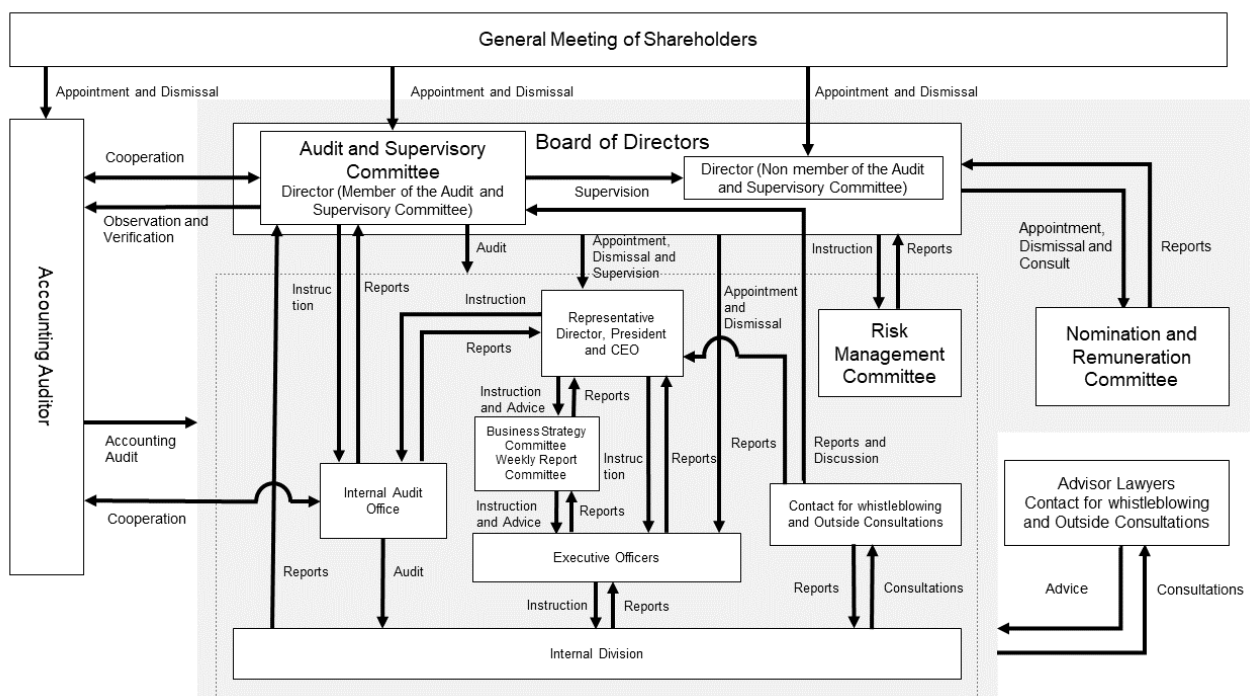 General Meeting of Shareholders
Appointment and Dismissal
Appointment and Dismissal
Appointment and Dismissal
Board of Directors
Audit and Supervisory
Committee
Director (Member of the Audit and
Supervisory Committee)
Director (Non member of the Audit
and Supervisory Committee)
Cooperation
Supervision
Observation and
Verification
Accounting Auditor
Audit
Appointment,
Dismissal and
Supervision
Instruction
Reports
Appointment,
Dismissal and
Consult
Reports
Instruc
tion
Reports
Instruction
Reports
Appointment
and
Dismissal
Representative
Director, President
and CEO
Risk
Management
Committee
Nomination and
Remuneration
Committee
Instruction
and Advice
Reports
Accounting
Audit
Business Strategy
Committee
Weekly Report
Committee
Instruc
tion
Reports
Reports
Reports and
Discussion
Internal Audit
Office
Cooperation
Instruction
and Advice
Reports
Contact for whistleblowing
and Outside Consultations
Advisor Lawyers
Contact for whistleblowing
and Outside Consultations
Executive Officers
Reports
Audit
Instruction
Reports
Reports
Consultations
Advice
Consultations
Internal Division